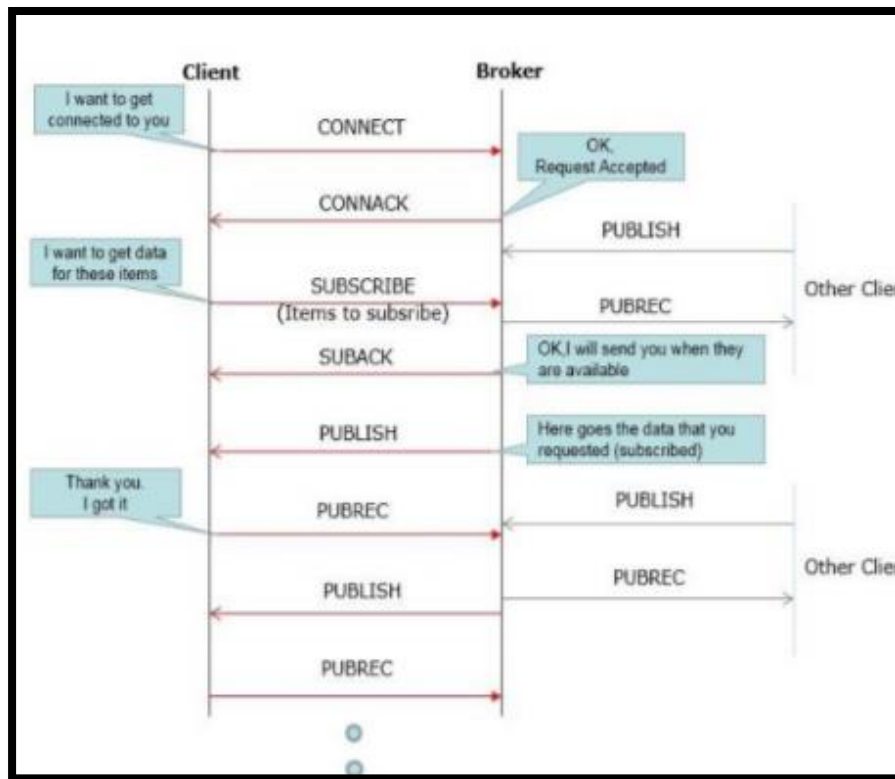 Client
Broker
I want to get
connected to you
CONNECT
OK,
Request Accepted
CONNACK
PUBLISH
I want to get data
for these items
SUBSCRIBE
(Items to subsribe)
Other Clie
PUBREC
SUBACK
OK,I will send you when they
are available
PUBLISH
Here goes the data that you
requested (subscribed)
Thank you.
I got it
PUBREC
PUBLISH
PUBREC
Other Clie
PUBLISH
PUBREC